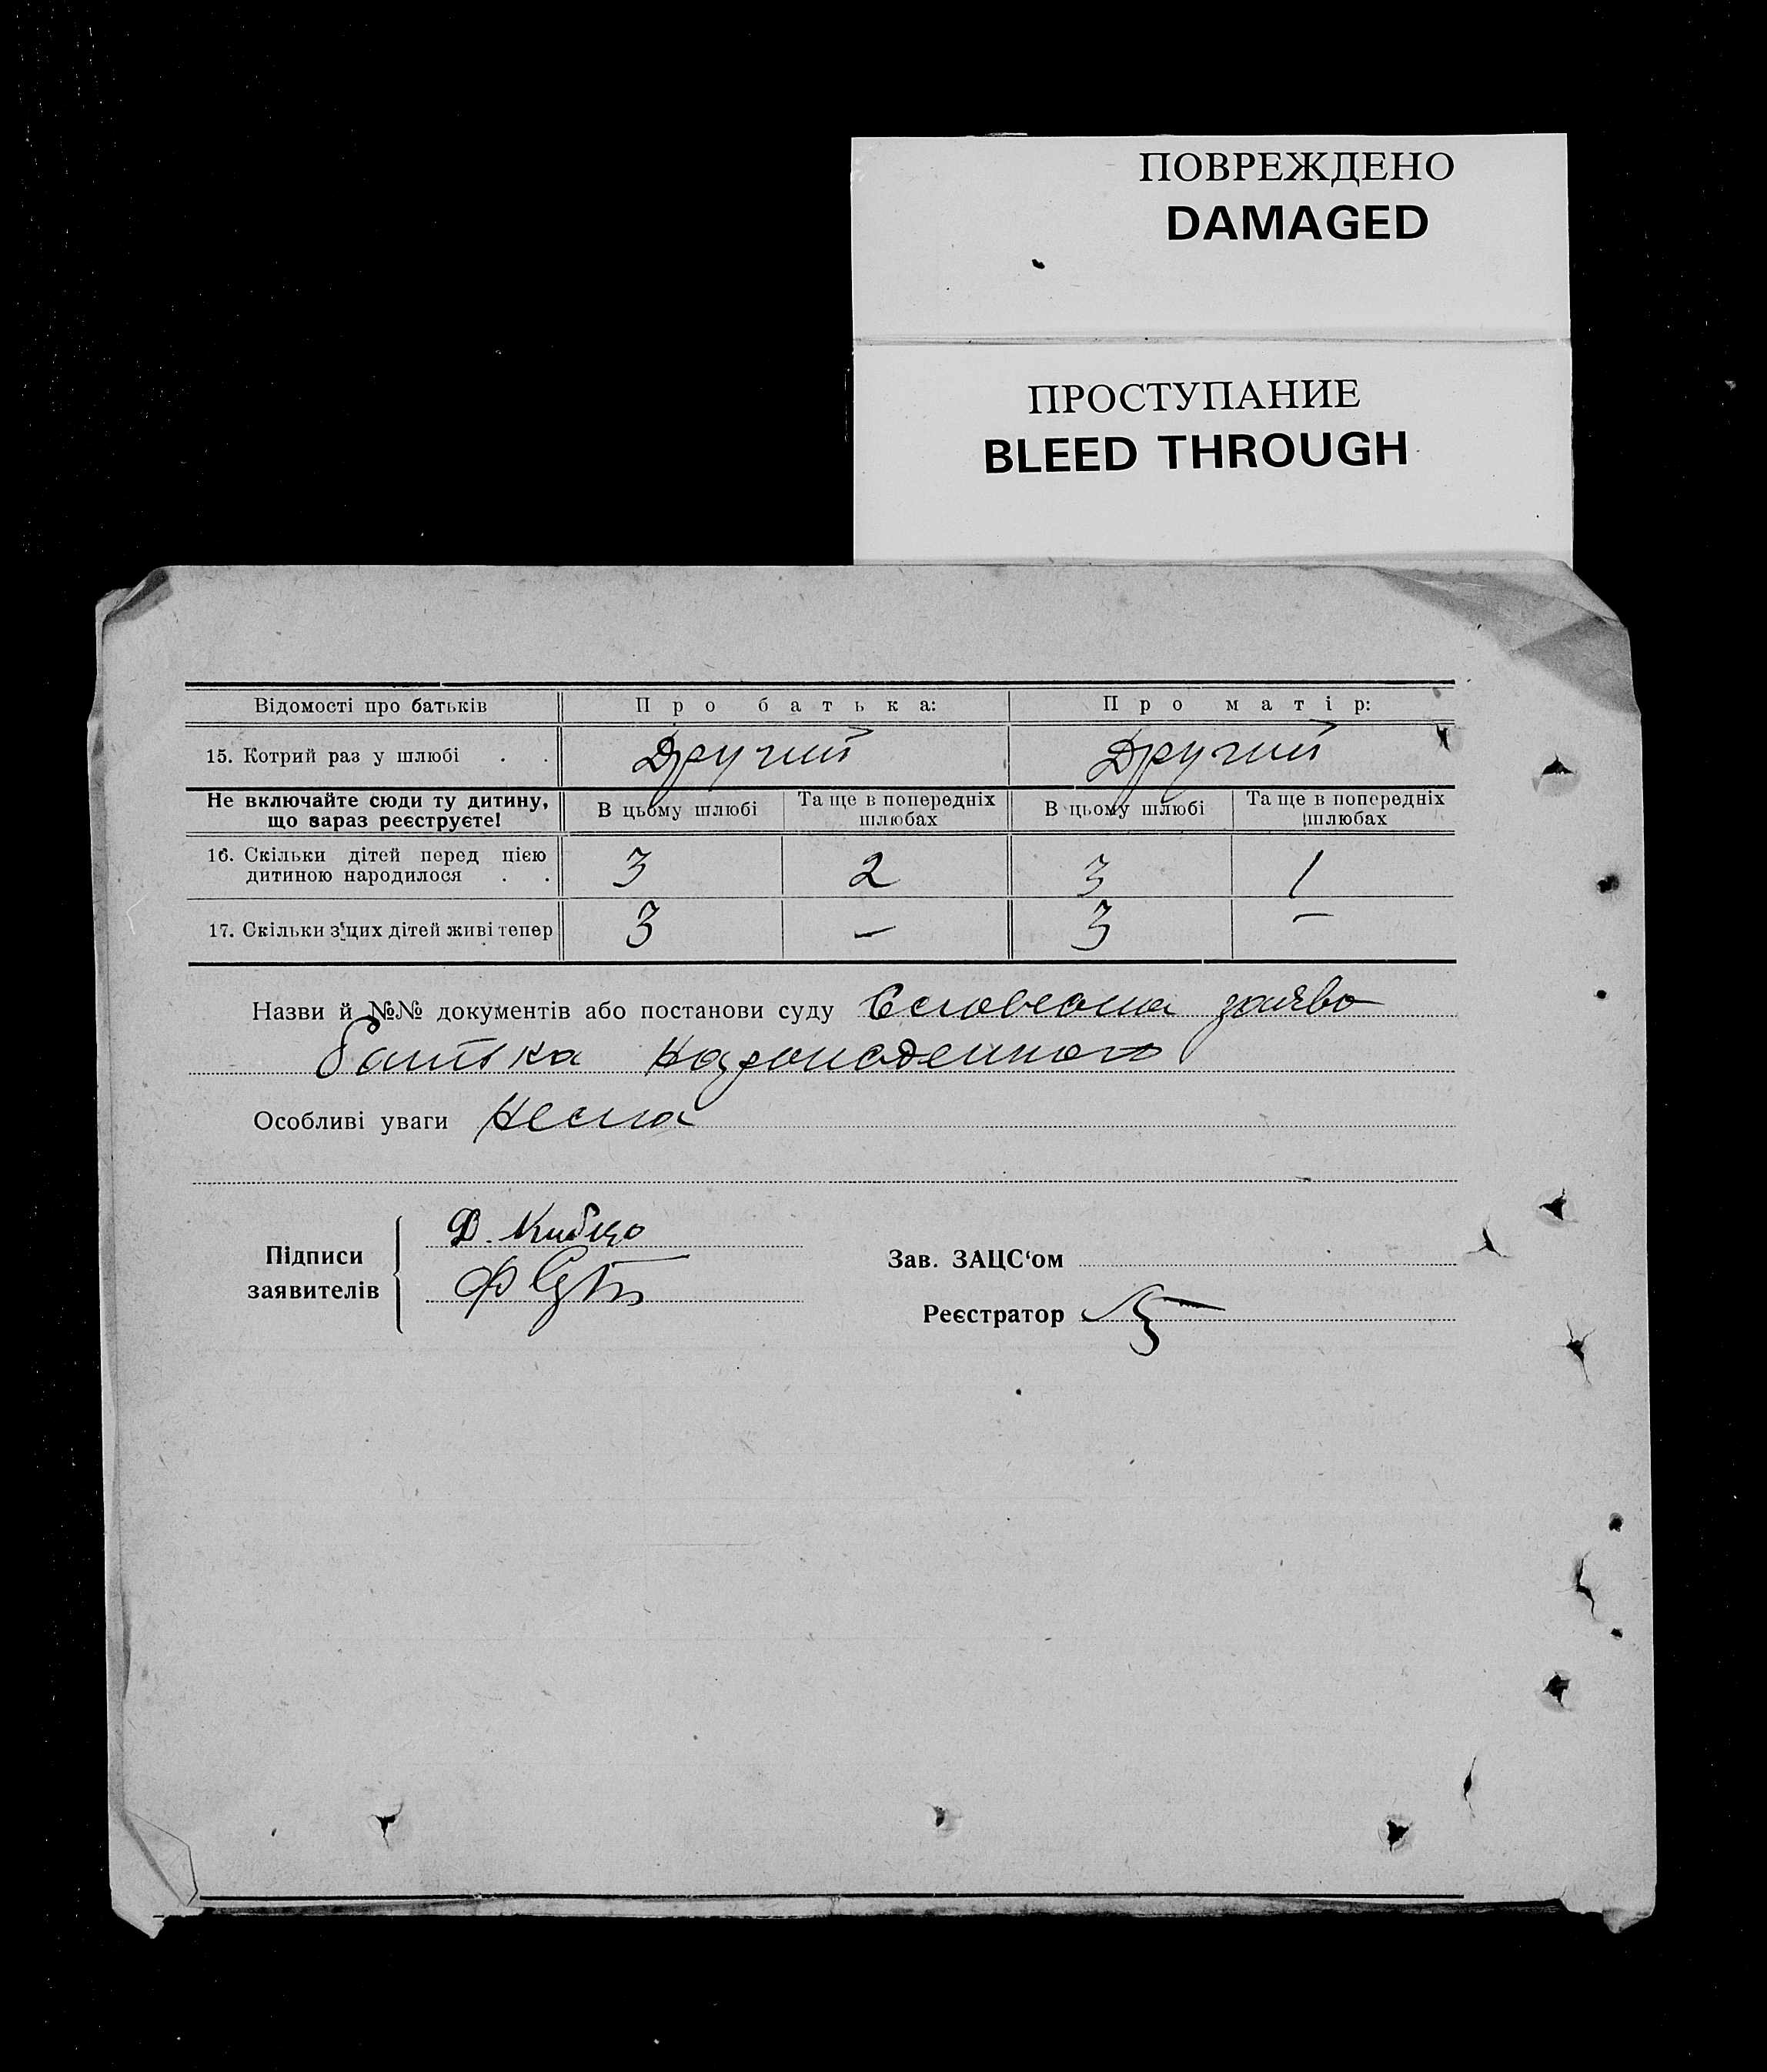 ПОВРЕЖДЕНО
DAMAGED
ПРОСТУПАНИЕ
BLEED THROUGH
Відомості про батьків Про батька: Про матір:
15. Котрий раз у шлюбі . . Другий Другий
Не включайте сюди ту дитину, що зараз реєструєте! В цьому шлюбі Та ще в попередніх шлюбах В цьому шлюбі Та ще в попередніх шлюбах
16. Скільки дітей перед цією дитиною народилося . . 3 2 3 1
17. Скільки з цих дітей живі тепер 3 — 3 —
Назви й №№ документів або постанови суду заява
батька
Особливі уваги Нема
Підписи заявителів
Д.
Зав. ЗАЦС‘ом
Реєстратор